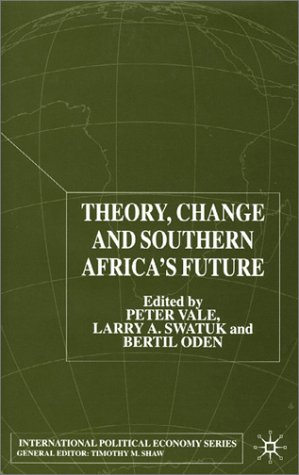 THEORY, CHANGE
AND SOUTHERN
AFRICA'S FUTURE
Edited by
PETER VALE,
LARRY A. SWATUK and
BERTIL ODEN
INTERNATIONAL POLITICAL ECONOMY SERIES
GENERAL EDITOR: TIMOTHY M. SHAW